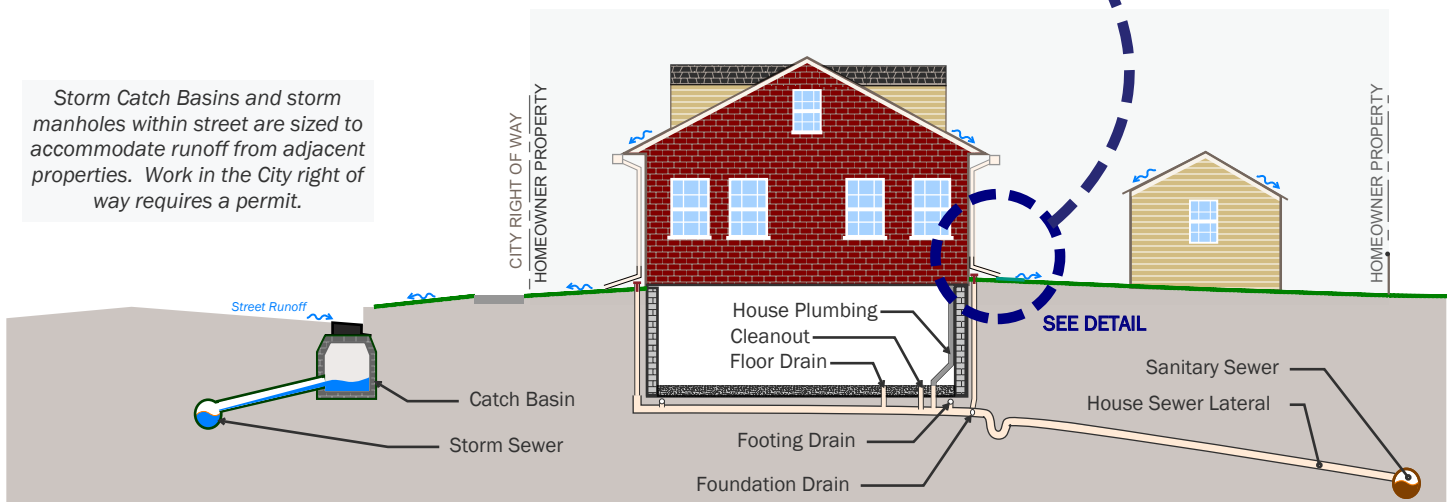 Storm Catch Basins and storm
manholes within street are sized to
accommodate runoff from adjacent
properties. Work in the City right of
way requires a permit.
CITY RIGHT OF WAY
HOMEOWNER PROPERTY
HOMEOWNER PROPERTY
Street Runoff
House Plumbing
Cleanout
Floor Drain
SEE DETAIL
Catch Basin
Storm Sewer
Footing Drain
Foundation Drain
Sanitary Sewer
House Sewer Lateral